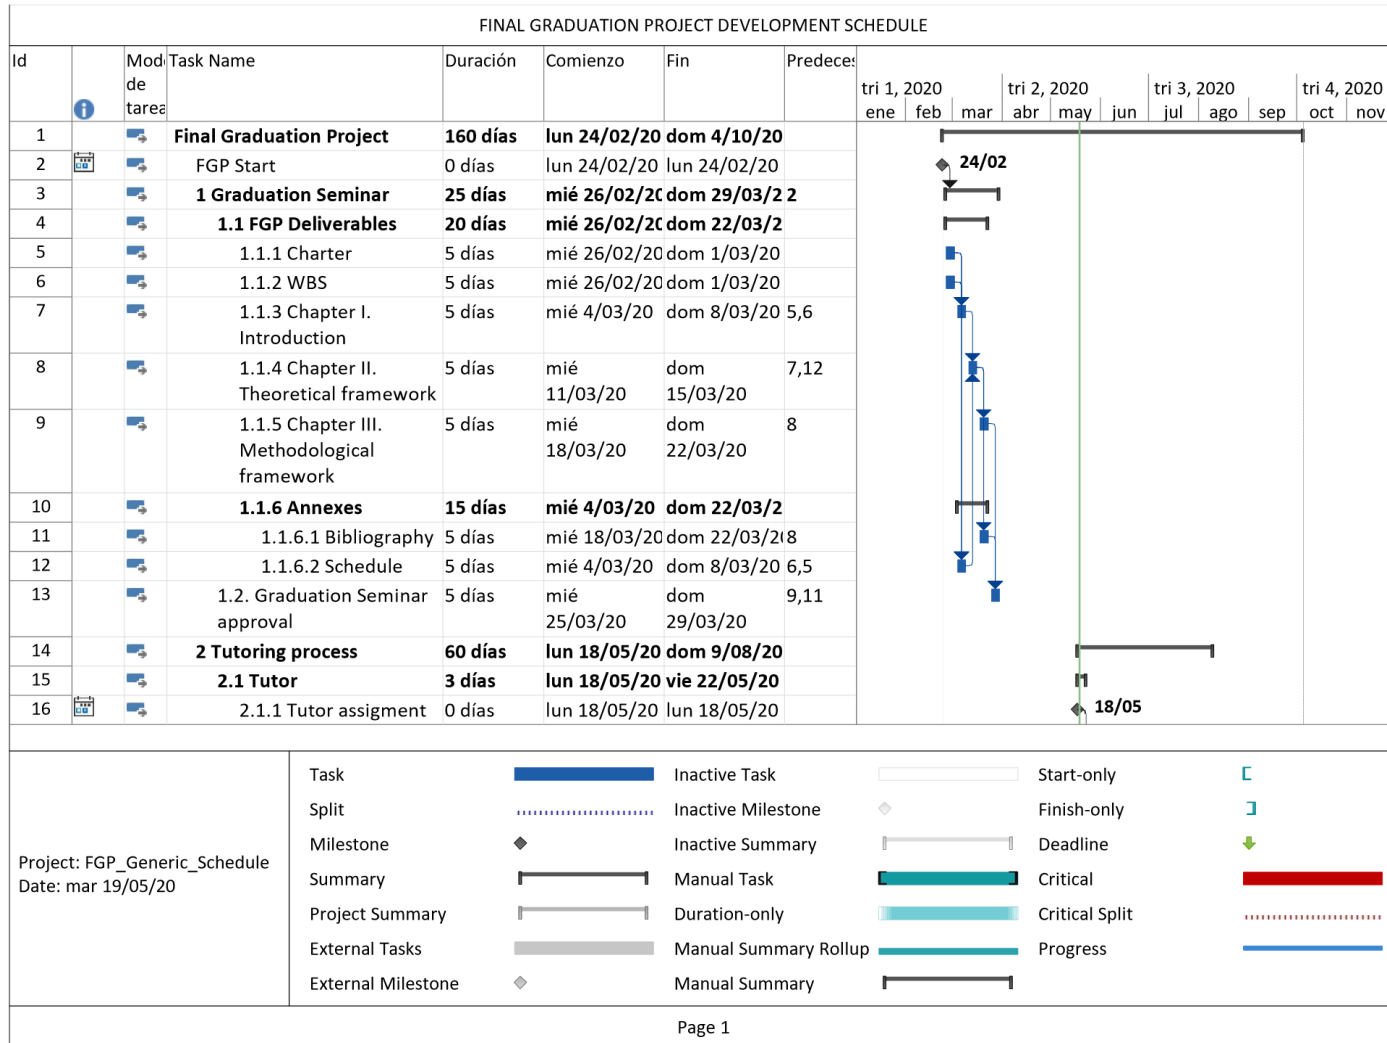 FINAL GRADUATION PROJECT DEVELOPMENT SCHEDULE
Id Mod Task Name Duración Comienzo Fin Predeces
de
tarea
tri 1, 2020 tri 2, 2020 tri 3, 2020 tri 4, 2020
ene feb mar abr may jun jul ago sep oct nov
1 Final Graduation Project 160 días lun 24/02/20 dom 4/10/20
2 FGP Start 0 días lun 24/02/20 lun 24/02/20 24/02
3 1 Graduation Seminar 25 días mié 26/02/20 dom 29/03/2 2
4 1.1 FGP Deliverables 20 días mié 26/02/20 dom 22/03/2
5 1.1.1 Charter 5 días mié 26/02/20 dom 1/03/20
6 1.1.2 WBS 5 días mié 26/02/20 dom 1/03/20
7 1.1.3 Chapter I. 5 días mié 4/03/20 dom 8/03/20 5,6
Introduction
8 1.1.4 Chapter II. 5 días mié dom 7,12
Theoretical framework 11/03/20 15/03/20
9 1.1.5 Chapter III. 5 días mié dom 8
Methodological 18/03/20 22/03/20
framework
10 1.1.6 Annexes 15 días mié 4/03/20 dom 22/03/2
11 1.1.6.1 Bibliography 5 días mié 18/03/20 dom 22/03/2 8
12 1.1.6.2 Schedule 5 días mié 4/03/20 dom 8/03/20 6,5
13 1.2. Graduation Seminar 5 días mié dom 9,11
approval 25/03/20 29/03/20
14 2 Tutoring process 60 días lun 18/05/20 dom 9/08/20
15 2.1 Tutor 3 días lun 18/05/20 vie 22/05/20
16 2.1.1 Tutor assigment 0 días lun 18/05/20 lun 18/05/20 18/05
Project: FGP_Generic_Schedule
Date: mar 19/05/20
Task Inactive Task Start-only
Split Inactive Milestone Finish-only
Milestone Inactive Summary Deadline
Summary Manual Task Critical
Project Summary Duration-only Critical Split
External Tasks Manual Summary Rollup Progress
External Milestone Manual Summary
Page 1